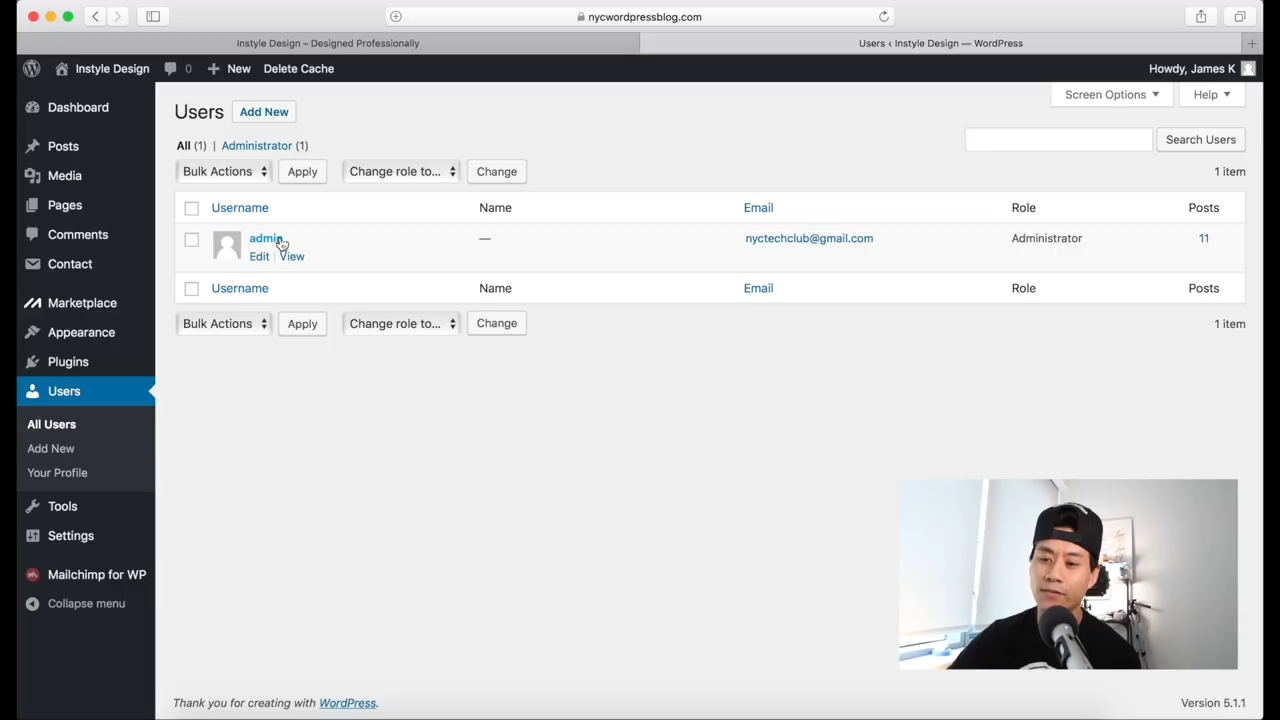 nycwordpressblog.com
Instyle Design – Designed Professionally
Users ‹ Instyle Design — WordPress
Instyle Design 0 New Delete Cache Howdy, James K
Dashboard
Posts
Media
Pages
Comments
Contact
Marketplace
Appearance
Plugins
Users
All Users
Add New
Your Profile
Tools
Settings
Mailchimp for WP
Collapse menu
Screen Options Help
Users Add New
All (1) | Administrator (1)
Search Users
Bulk Actions Apply Change role to... Change 1 item
Username Name Email Role Posts
admin — nyctechclub@gmail.com Administrator 11
Edit | View
Username Name Email Role Posts
Bulk Actions Apply Change role to... Change 1 item
Thank you for creating with WordPress. Version 5.1.1